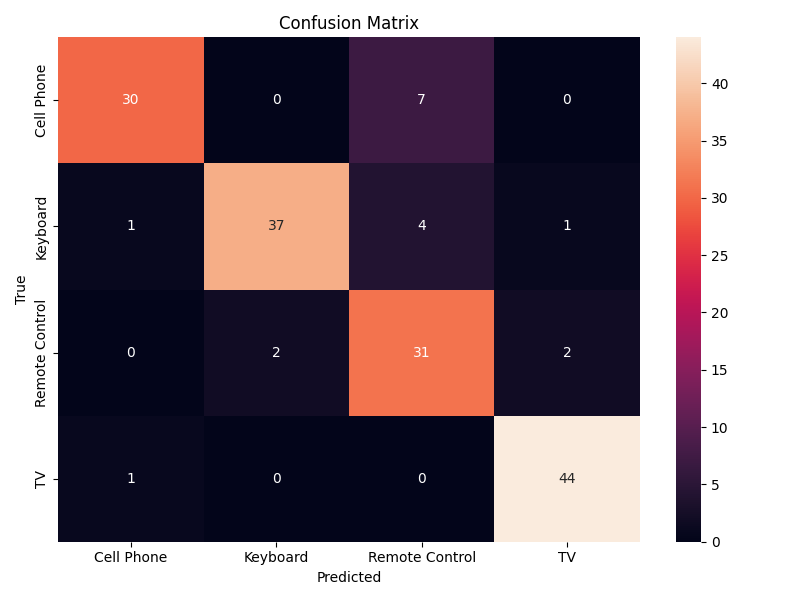 Confusion Matrix
Cell Phone
30 0 7 0
Keyboard
1 37 4 1
Remote Control
0 2 31 2
TV
1 0 0 44
True
Cell Phone Keyboard Remote Control TV
Predicted
40
35
30
25
20
15
10
5
0